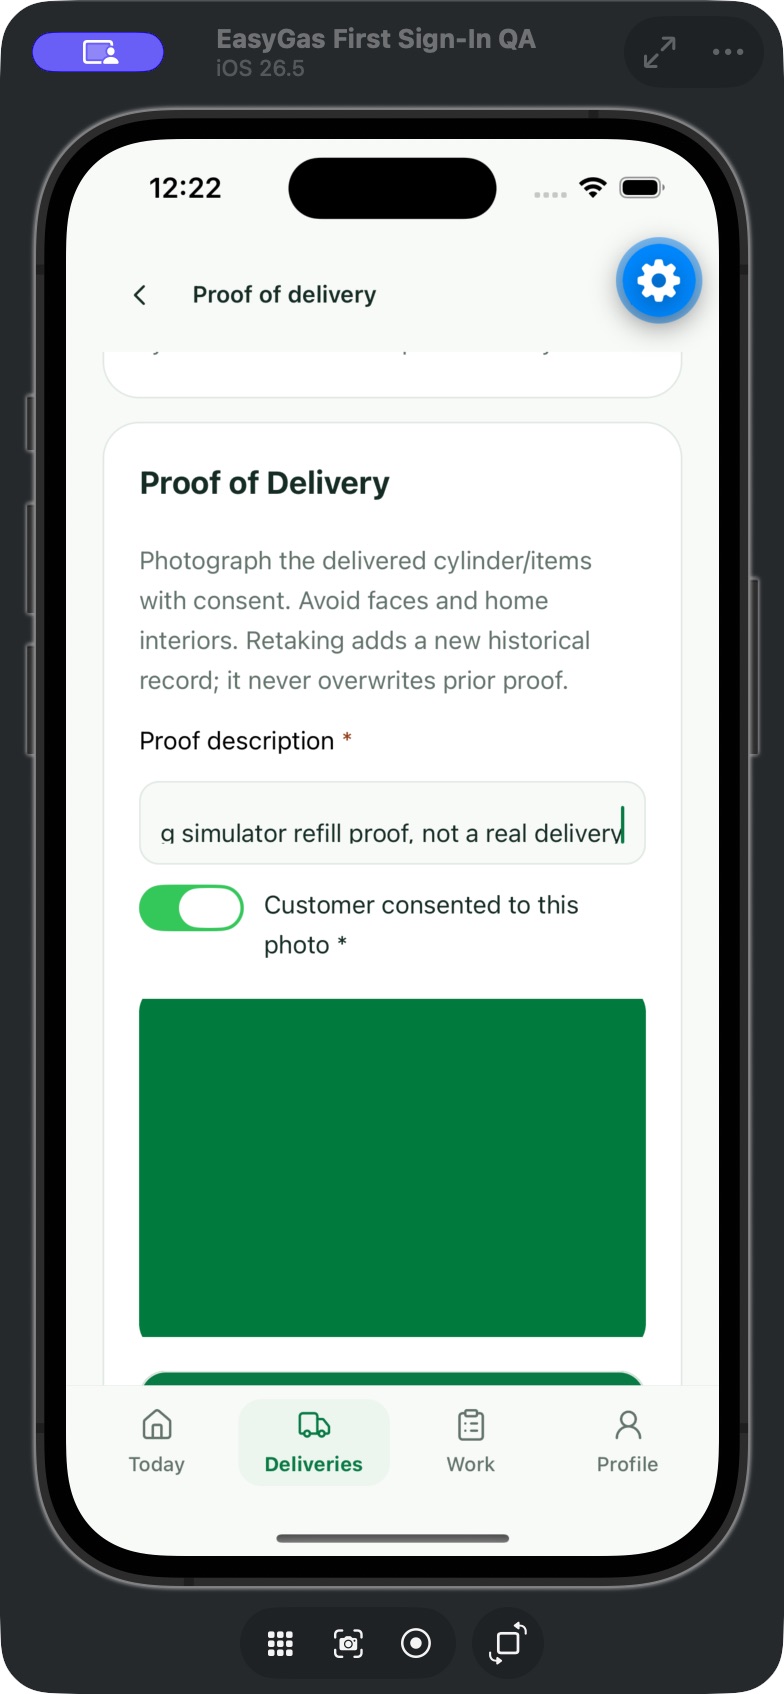 EasyGas First Sign-In QA
iOS 26.5
12:22
Proof of delivery
Proof of Delivery
Photograph the delivered cylinder/items
with consent. Avoid faces and home
interiors. Retaking adds a new historical
record; it never overwrites prior proof.
Proof description *
g simulator refill proof, not a real delivery
Customer consented to this
photo *
Today
Deliveries
Work
Profile